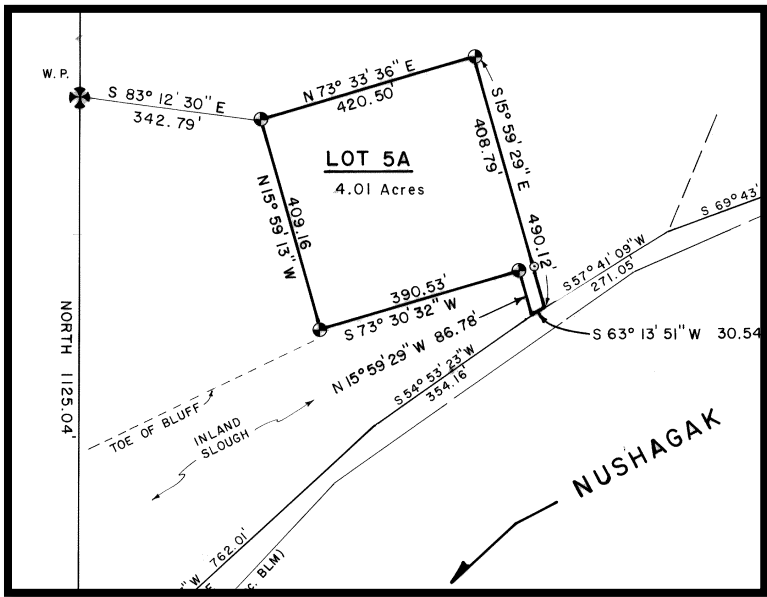 W.P.
S 83° 12' 30" E
342.79'
N 73° 33' 36" E
420.50'
S 15° 59' 29" E
408.79'
490.12'
LOT 5A
4.01 Acres
409.16
N 15° 59' 13" W
390.53'
S 73° 30' 32" W
N 15° 59' 29" W 86.78'
S 57° 41' 09" W
271.05'
S 69° 43'
S 63° 13' 51" W 30.54
S 54° 53' 23" W
354.16'
NORTH 1125.04'
TOE OF BLUFF
INLAND
SLOUGH
NUSHAGAK
" W 762.01'
c. BLM)